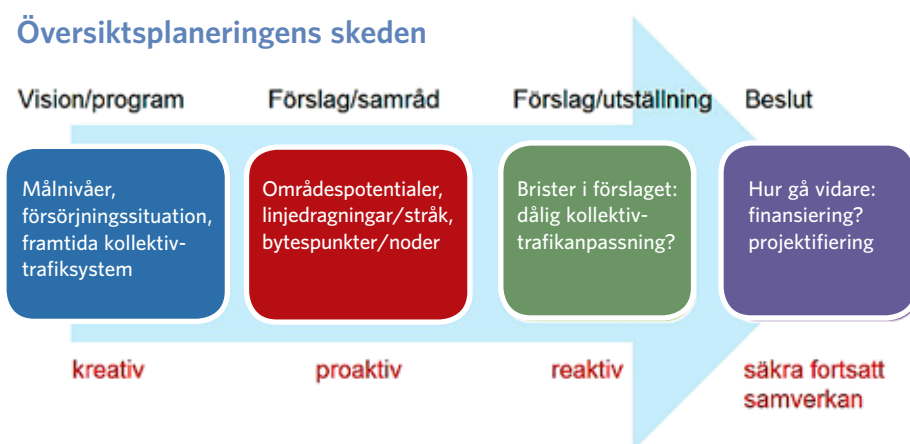 Översiktsplaneringens skeden
Vision/program
Förslag/samråd
Förslag/utställning
Beslut
Målnivåer,
försörjningssituation,
framtida kollektiv-
trafiksystem
Områdespotentialer,
linjedragningar/stråk,
bytespunkter/noder
Brister i förslaget:
dålig kollektiv-
trafikanpassning?
Hur gå vidare:
finansiering?
projektifiering
kreativ
proaktiv
reaktiv
säkra fortsatt
samverkan